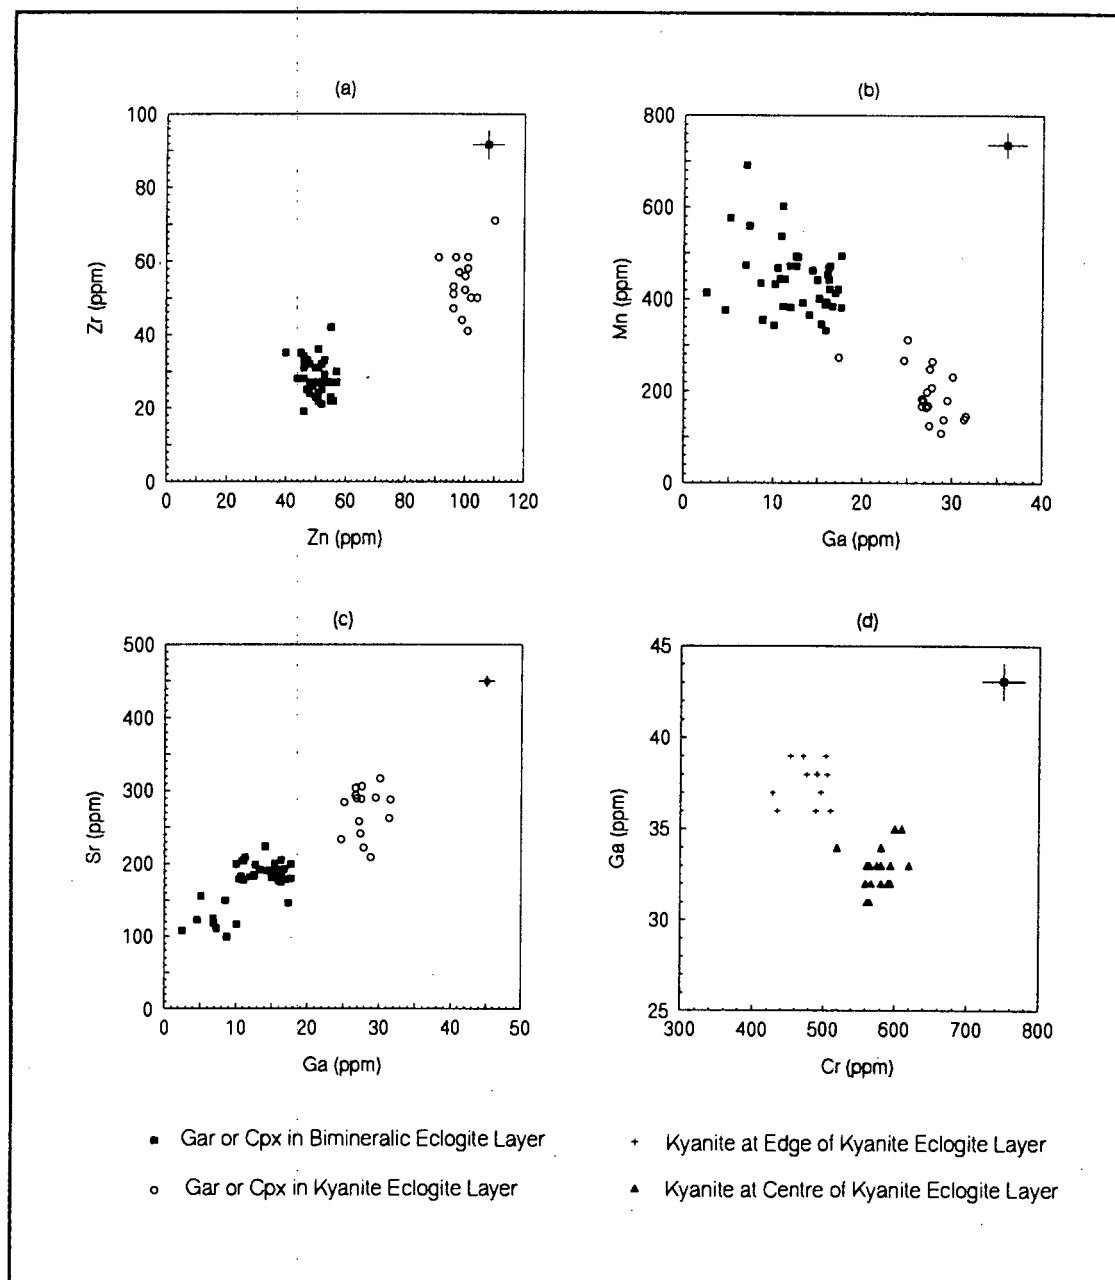 (a)
100
80
60
40
20
0
Zr (ppm)
0 20 40 60 80 100 120
Zn (ppm)
(b)
800
600
400
200
0
Mn (ppm)
0 10 20 30 40
Ga (ppm)
(c)
500
400
300
200
100
0
Sr (ppm)
0 10 20 30 40 50
Ga (ppm)
(d)
45
40
35
31
25
Ga (ppm)
300 400 500 600 700 800
Cr (ppm)
Gar or Cpx in Bimineralic Eclogite Layer
Gar or Cpx in Kyanite Eclogite Layer
Kyanite at Edge of Kyanite Eclogite Layer
Kyanite at Centre of Kyanite Eclogite Layer